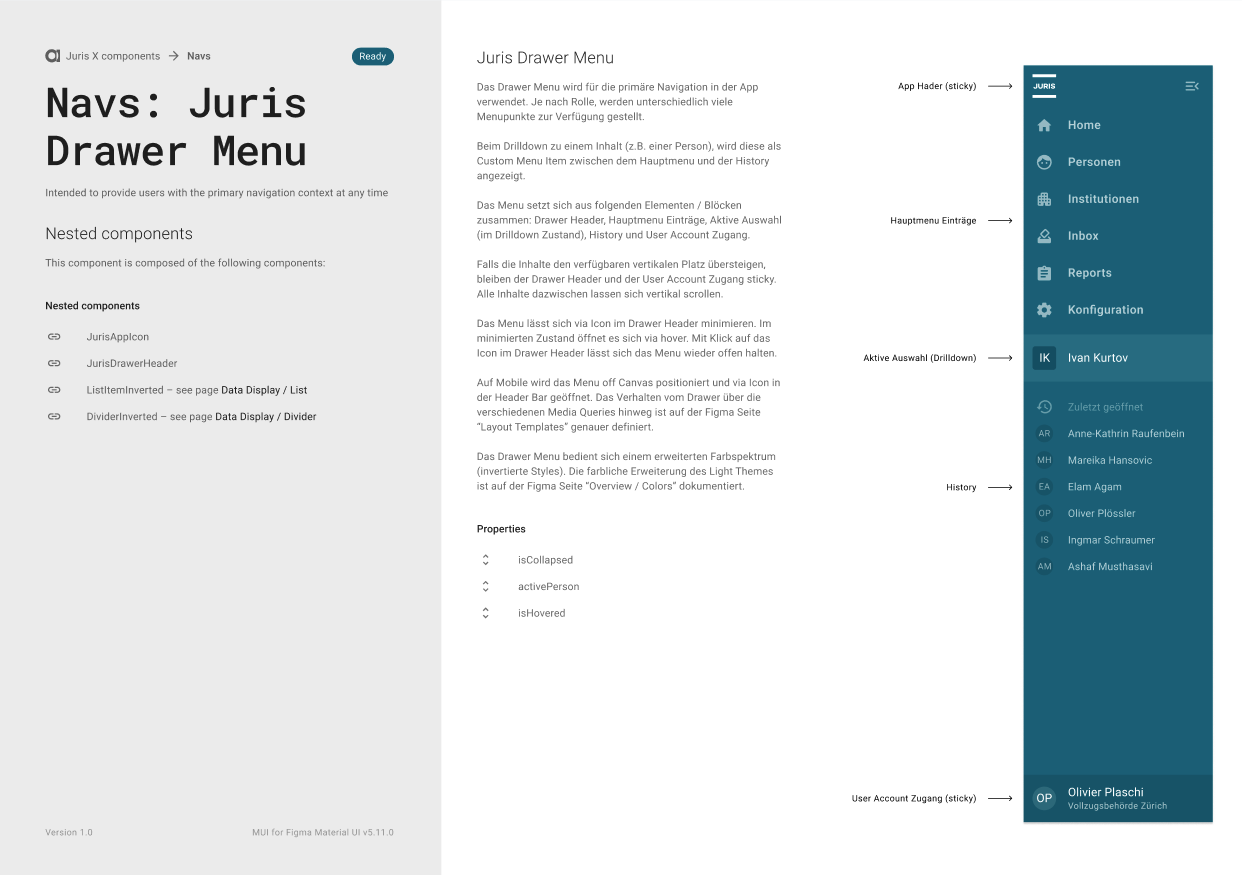 Juris X components → Navs
Ready
Navs: Juris
Drawer Menu
Intended to provide users with the primary navigation context at any time
Nested components
This component is composed of the following components:
Nested components
JurisAppIcon
JurisDrawerHeader
ListItemInverted – see page Data Display / List
DividerInverted – see page Data Display / Divider
Version 1.0
MUI for Figma Material UI v5.11.0
Juris Drawer Menu
Das Drawer Menu wird für die primäre Navigation in der App
verwendet. Je nach Rolle, werden unterschiedlich viele
Menupunkte zur Verfügung gestellt.
Beim Drilldown zu einem Inhalt (z.B. einer Person), wird diese als
Custom Menu Item zwischen dem Hauptmenu und der History
angezeigt.
Das Menu setzt sich aus folgenden Elementen / Blöcken
zusammen: Drawer Header, Hauptmenu Einträge, Aktive Auswahl
(im Drilldown Zustand), History und User Account Zugang.
Falls die Inhalte den verfügbaren vertikalen Platz übersteigen,
bleiben der Drawer Header und der User Account Zugang sticky.
Alle Inhalte dazwischen lassen sich vertikal scrollen.
Das Menu lässt sich via Icon im Drawer Header minimieren. Im
minimierten Zustand öffnet es sich via hover. Mit Klick auf das
Icon im Drawer Header lässt sich das Menu wieder offen halten.
Auf Mobile wird das Menu off Canvas positioniert und via Icon in
der Header Bar geöffnet. Das Verhalten vom Drawer über die
verschiedenen Media Queries hinweg ist auf der Figma Seite
“Layout Templates” genauer definiert.
Das Drawer Menu bedient sich einem erweiterten Farbspektrum
(invertierte Styles). Die farbliche Erweiterung des Light Themes
ist auf der Figma Seite “Overview / Colors” dokumentiert.
Properties
isCollapsed
activePerson
isHovered
App Hader (sticky)
Hauptmenu Einträge
Aktive Auswahl (Drilldown)
History
User Account Zugang (sticky)
JURIS
Home
Personen
Institutionen
Inbox
Reports
Konfiguration
IK Ivan Kurtov
Zuletzt geöffnet
AR Anne-Kathrin Raufenbein
MH Mareika Hansovic
EA Elam Agam
OP Oliver Plössler
IS Ingmar Schraumer
AM Ashaf Musthasavi
OP Olivier Plaschi
Vollzugsbehörde Zürich